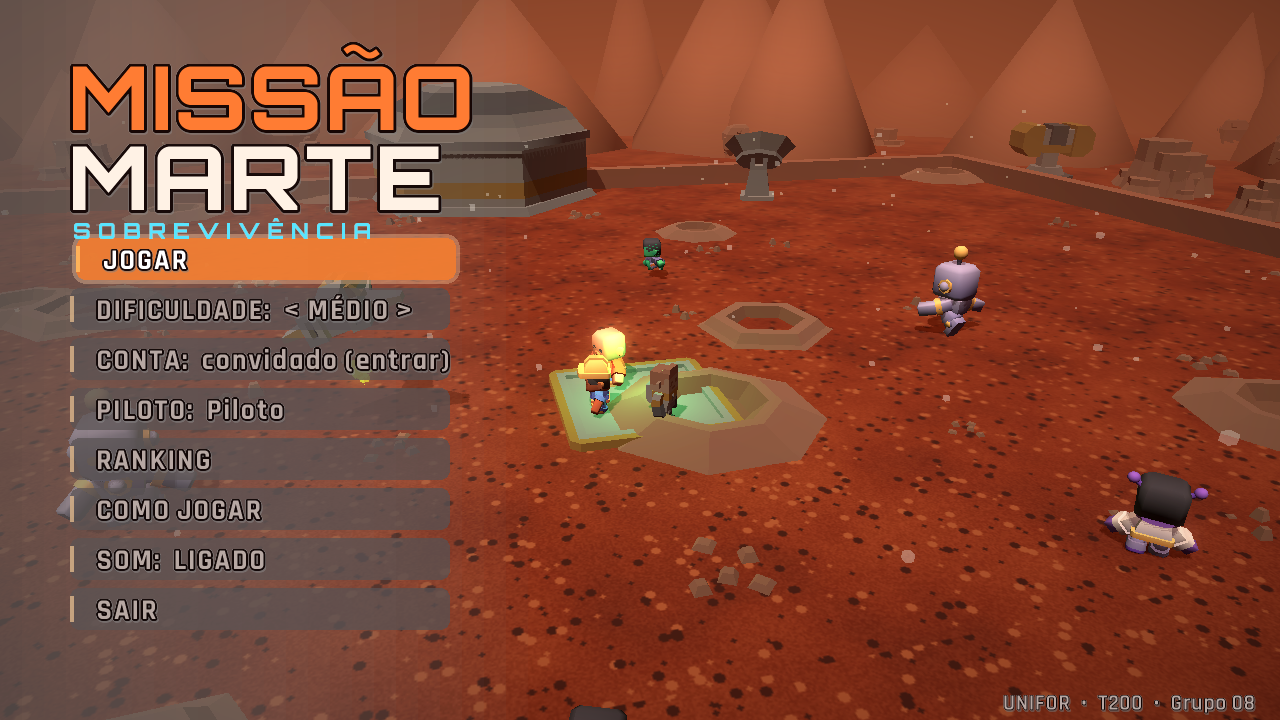 MISSÃO
MARTE
SOBREVIVÊNCIA
JOGAR
DIFICULDADE: < MÉDIO >
CONTA: convidado (entrar)
PILOTO: Piloto
RANKING
COMO JOGAR
SOM: LIGADO
SAIR
UNIFOR • T200 • Grupo 08